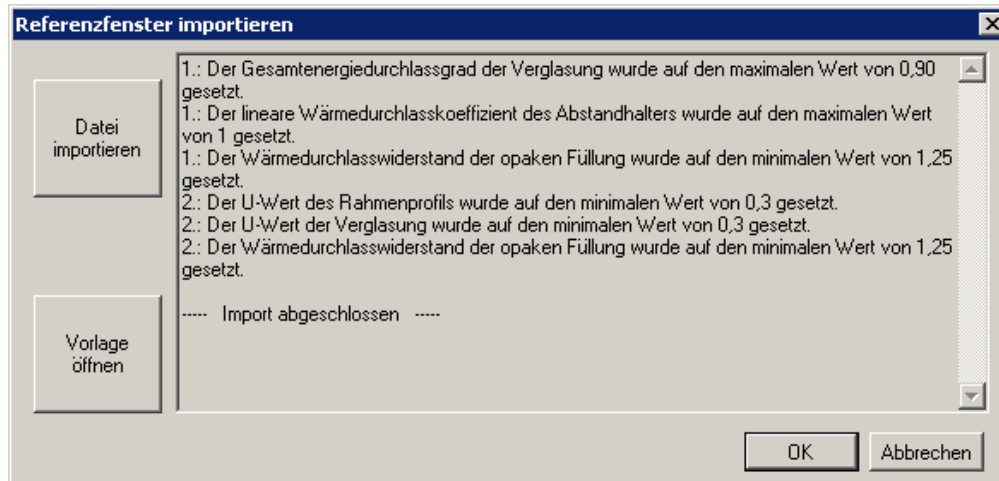 Referenzfenster importieren
Datei
importieren
1.: Der Gesamtenergiedurchlassgrad der Verglasung wurde auf den maximalen Wert von 0,90
gesetzt.
1.: Der lineare Wärmedurchlasskoeffizient des Abstandhalters wurde auf den maximalen Wert
von 1 gesetzt.
1.: Der Wärmedurchlasswiderstand der opaken Füllung wurde auf den minimalen Wert von 1,25
gesetzt.
2.: Der U-Wert des Rahmenprofils wurde auf den minimalen Wert von 0,3 gesetzt.
2.: Der U-Wert der Verglasung wurde auf den minimalen Wert von 0,3 gesetzt.
2.: Der Wärmedurchlasswiderstand der opaken Füllung wurde auf den minimalen Wert von 1,25
gesetzt.
----- Import abgeschlossen -----
Vorlage
öffnen
OK
Abbrechen